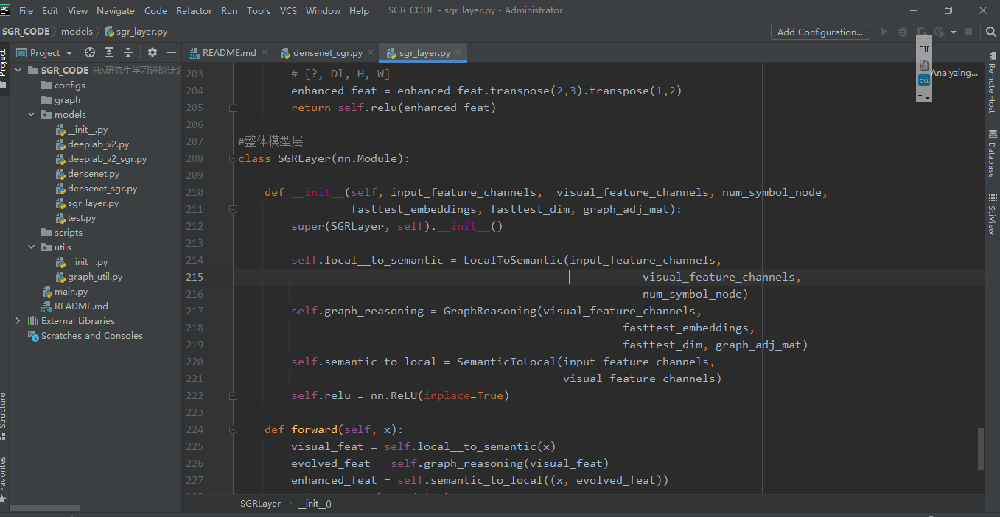 PC File Edit View Navigate Code Refactor Run Tools VCS Window Help SGR_CODE - sgr_layer.py - Administrator
SGR_CODE models sgr_layer.py Add Configuration...
Project
README.md densenet_sgr.py sgr_layer.py
Project
SGR_CODE H:\研究生学习进阶计划
configs
graph
models
__init__.py
deeplab_v2.py
deeplab_v2_sgr.py
densenet.py
densenet_sgr.py
sgr_layer.py
test.py
scripts
utils
__init__.py
graph_util.py
main.py
README.md
External Libraries
Scratches and Consoles
Structure
Favorites
203 # [?, Dl, H, W]
204 enhanced_feat = enhanced_feat.transpose(2,3).transpose(1,2)
205 return self.relu(enhanced_feat)
206
207 #整体模型层
208 class SGRLayer(nn.Module):
209
210 def __init__(self, input_feature_channels,  visual_feature_channels, num_symbol_node,
211 fasttest_embeddings, fasttest_dim, graph_adj_mat):
212 super(SGRLayer, self).__init__()
213
214 self.local__to_semantic = LocalToSemantic(input_feature_channels,
215 visual_feature_channels,
216 num_symbol_node)
217 self.graph_reasoning = GraphReasoning(visual_feature_channels,
218 fasttest_embeddings,
219 fasttest_dim, graph_adj_mat)
220 self.semantic_to_local = SemanticToLocal(input_feature_channels,
221 visual_feature_channels)
222 self.relu = nn.ReLU(inplace=True)
223
224 def forward(self, x):
225 visual_feat = self.local__to_semantic(x)
226 evolved_feat = self.graph_reasoning(visual_feat)
227 enhanced_feat = self.semantic_to_local((x, evolved_feat))
SGRLayer __init__()
CH
du
Analyzing...
Remote Host
Database
SciView